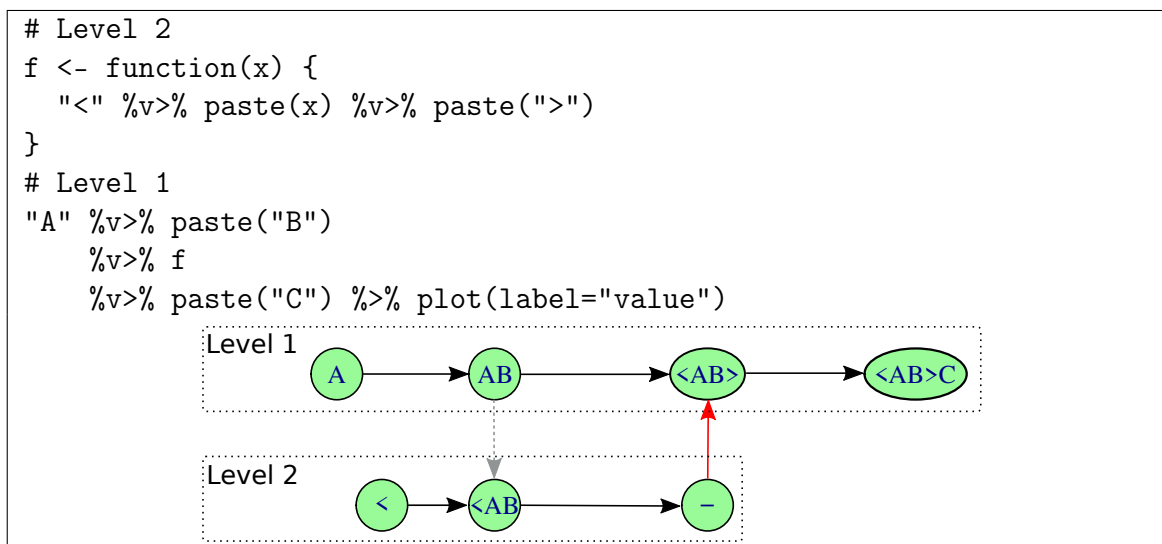 # Level 2
f <- function(x) {
  "<" %v>% paste(x) %v>% paste(">")
}
# Level 1
"A" %v>% paste("B")
    %v>% f
    %v>% paste("C") %>% plot(label="value")
Level 1
A AB <AB> <AB>C
Level 2
< <AB –